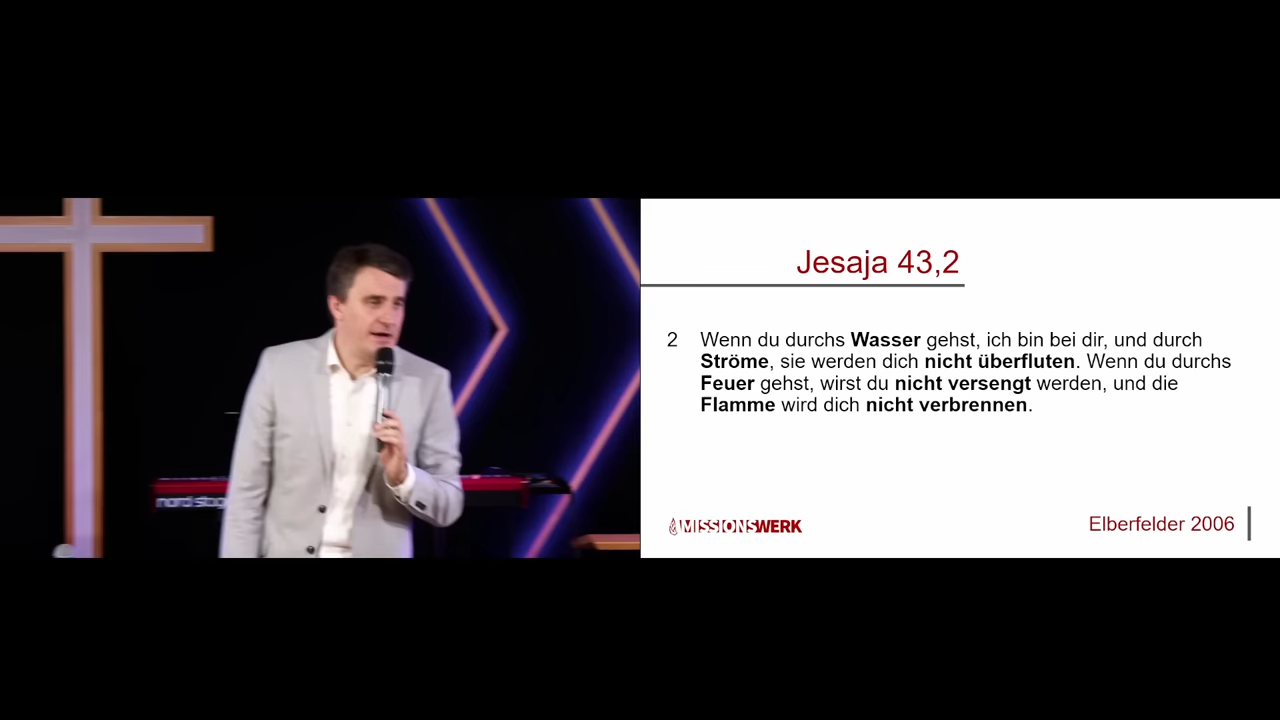 nord stag
Jesaja 43,2
2 Wenn du durchs Wasser gehst, ich bin bei dir, und durch
Ströme, sie werden dich nicht überfluten. Wenn du durchs
Feuer gehst, wirst du nicht versengt werden, und die
Flamme wird dich nicht verbrennen.
MISSIONSWERK
Elberfelder 2006